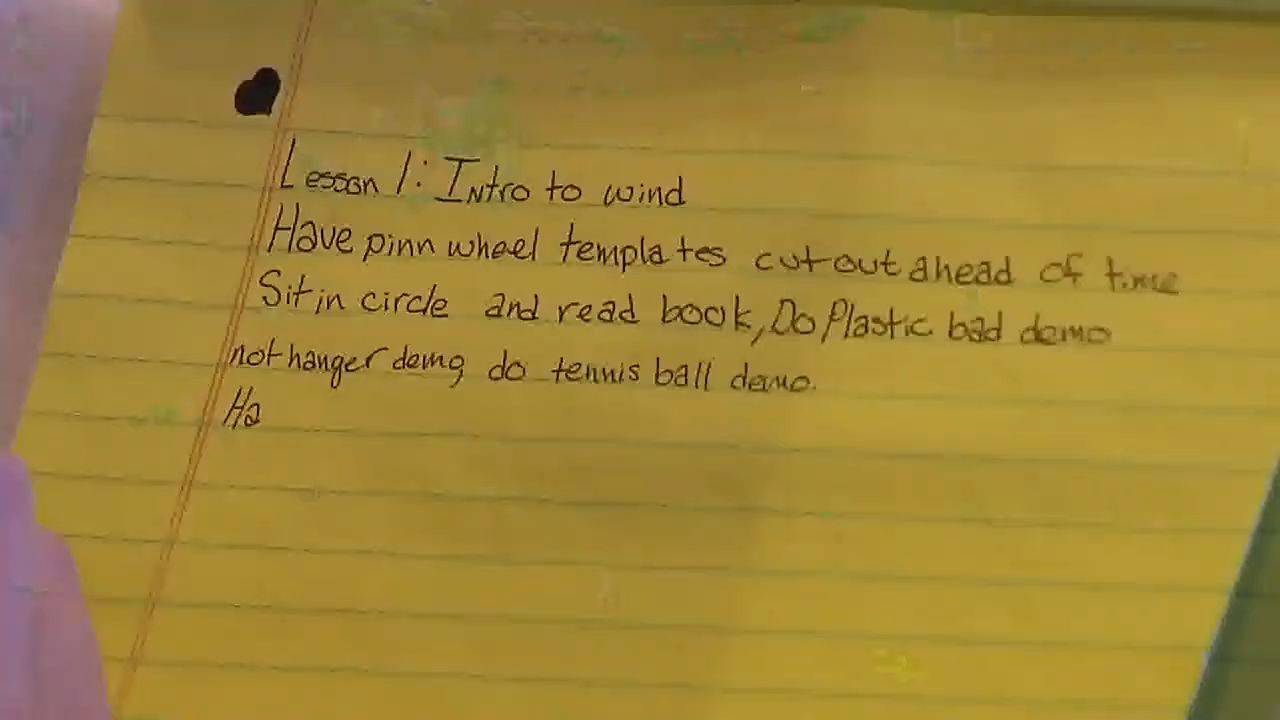 Lesson 1: Intro to wind
Have pinn wheel templates cut out ahead of time
Sit in circle and read book, Do Plastic bad demo
not hanger demo, do tennis ball demo.
Ha